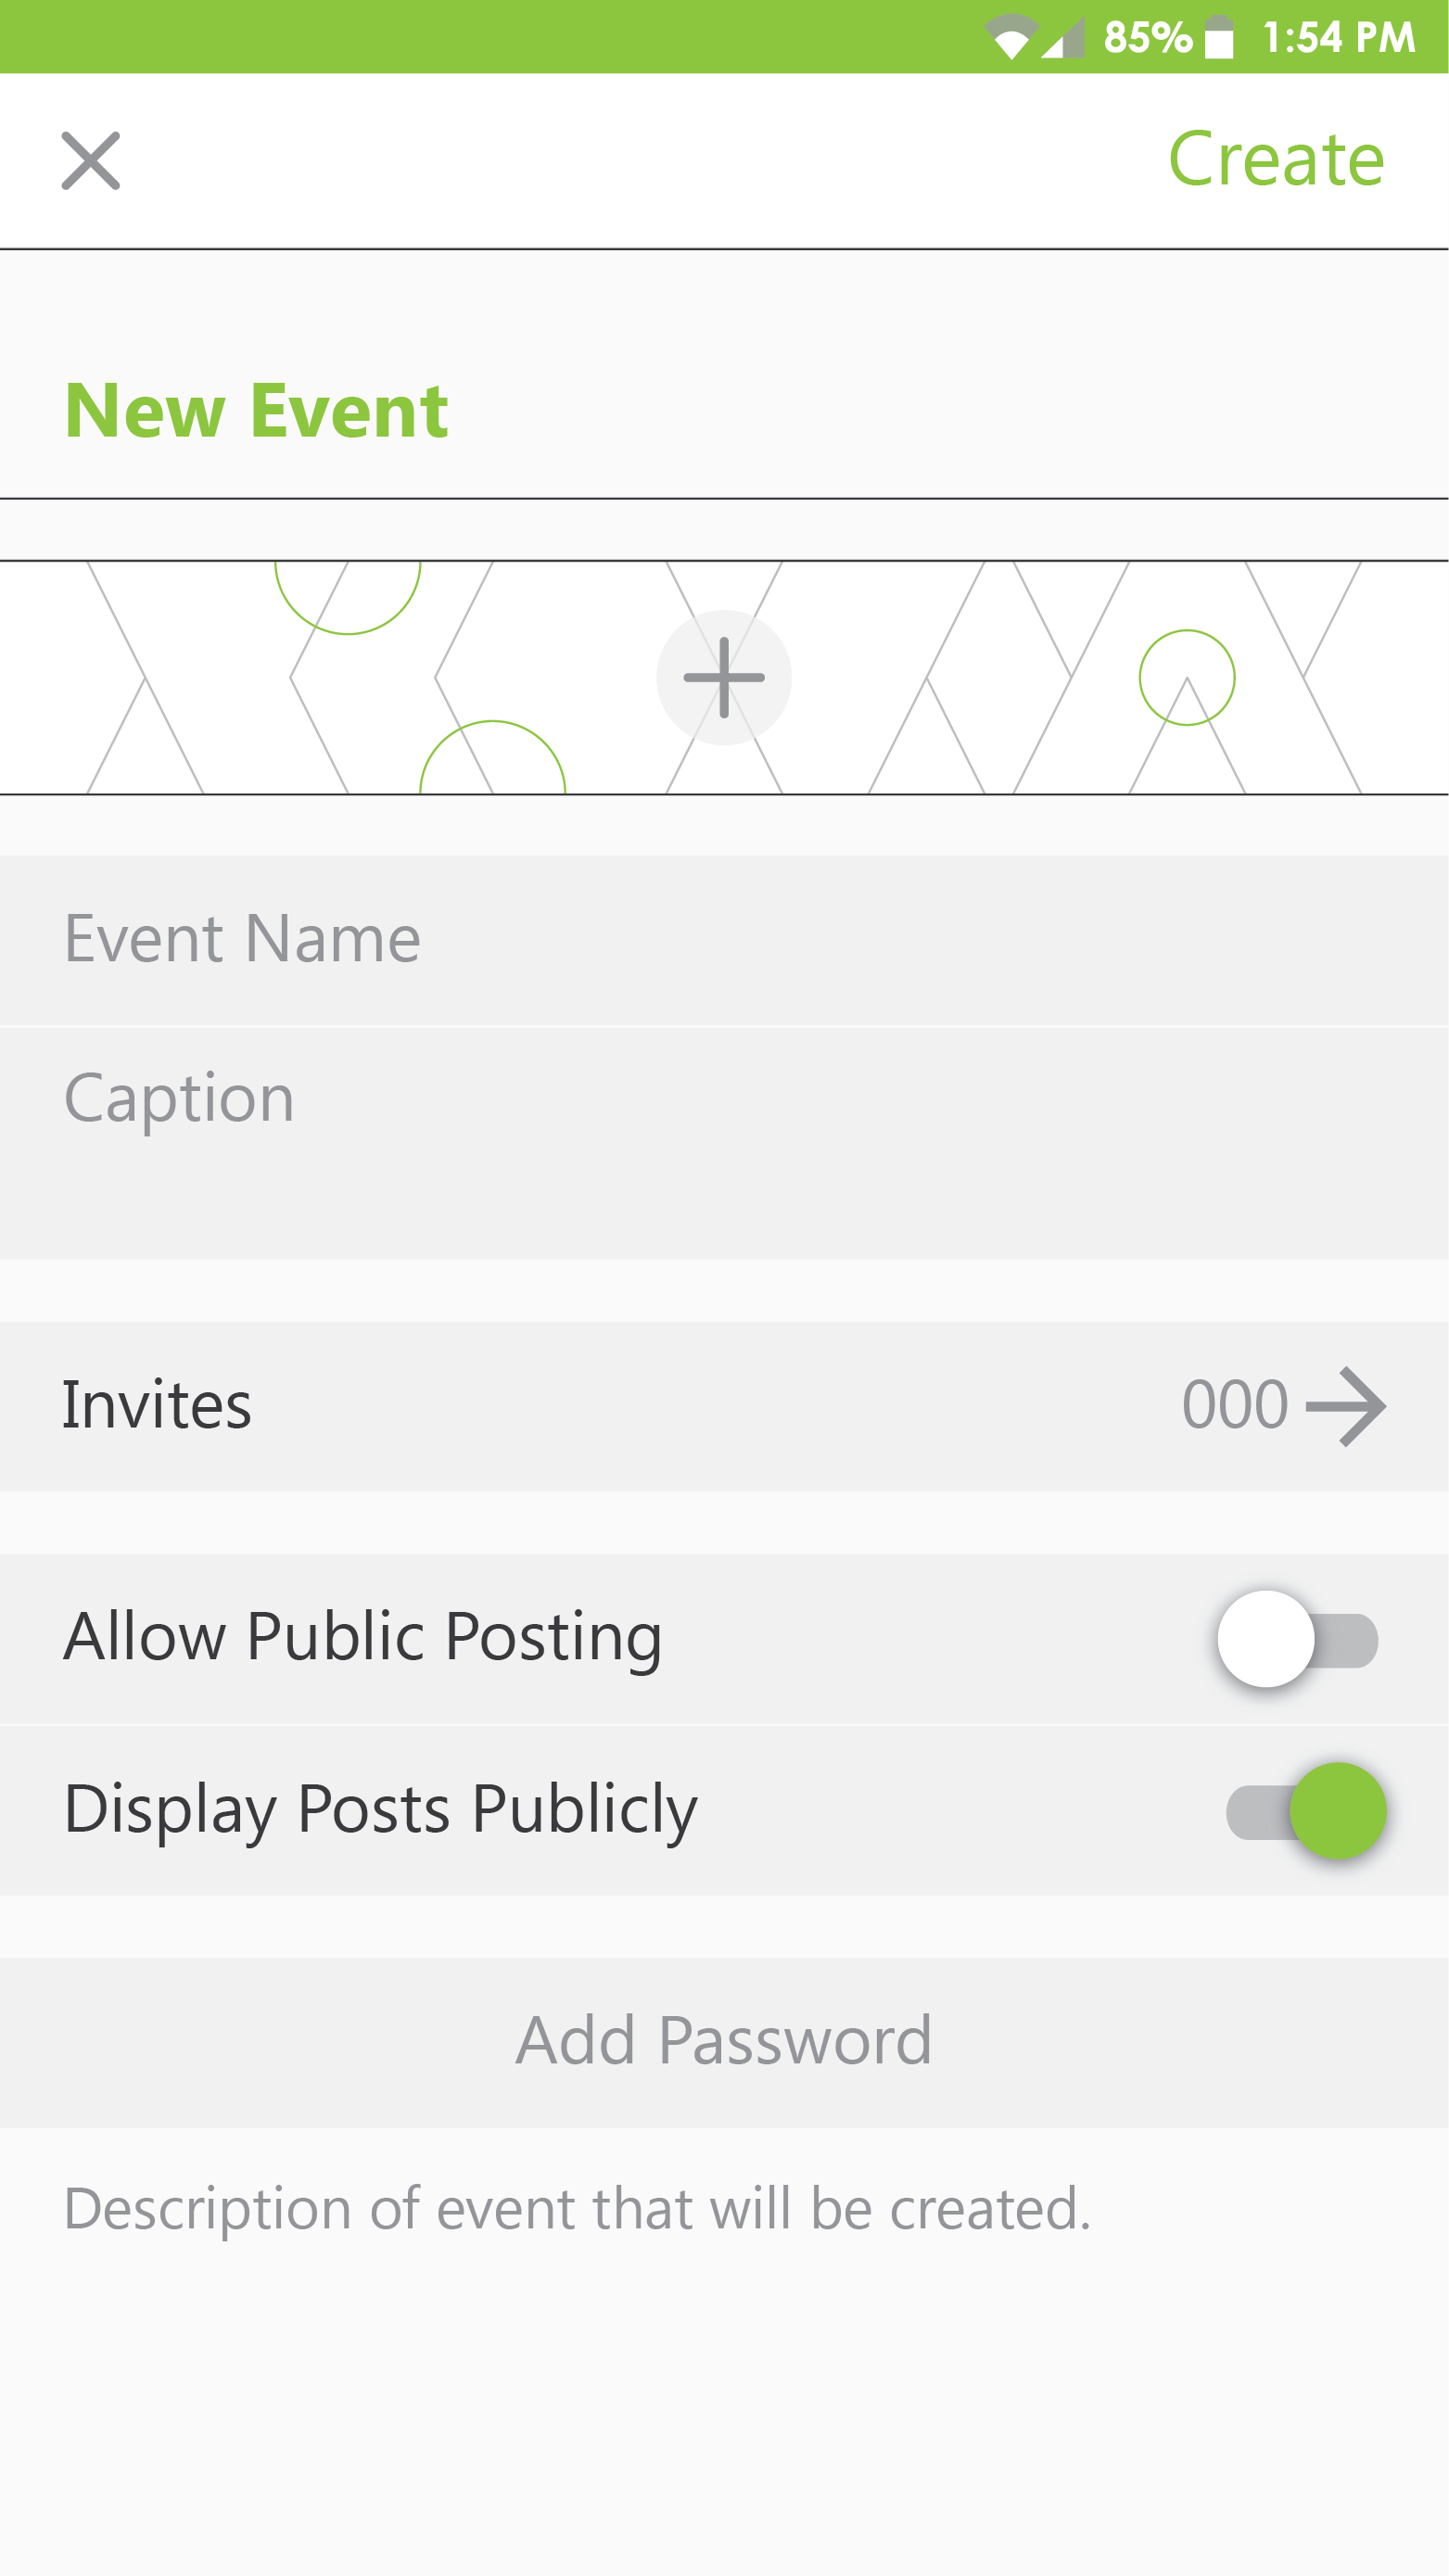 85% 1:54 PM
Create
New Event
Event Name
Caption
Invites 000
Allow Public Posting
Display Posts Publicly
Add Password
Description of event that will be created.